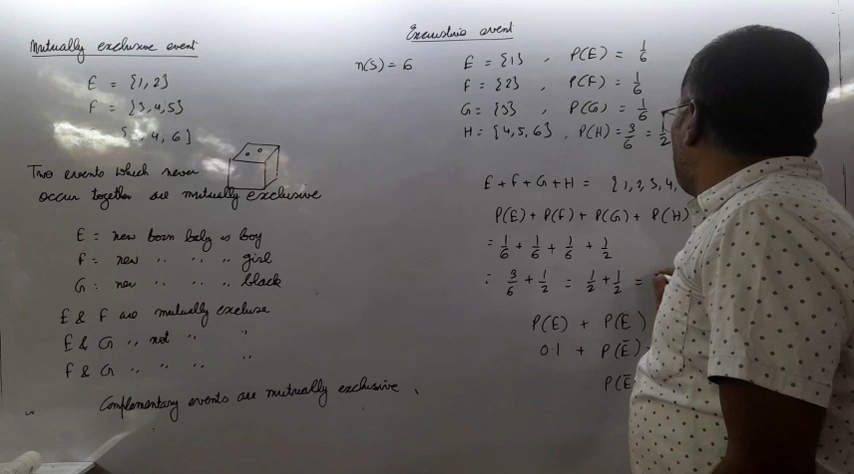 Mutually exclusive event
E = {1, 2}
F = {3, 4, 5}
{ , 4, 6}
Two events which never
occur together are mutually exclusive
E = new born baby is boy
F = new " " " girl
G = new " " " black
E & F are mutually excluse
E & G " not " "
F & G " " " "
Complementary events are mutually exclusive
event
n(S) = 6
E = {1} , P(E) = 1/6
F = {2} , P(F) = 1/6
G = {3} , P(G) = 1/6
H = {4, 5, 6} , P(H) = 3/6 = 1/2
E + F + G + H = {1, 2, 3, 4,
P(E) + P(F) + P(G) + P(H)
= 1/6 + 1/6 + 1/6 + 1/2
= 3/6 + 1/2 = 1/2 + 1/2 =
P(E) + P(E̅)
0.1 + P(E̅)
P(E̅